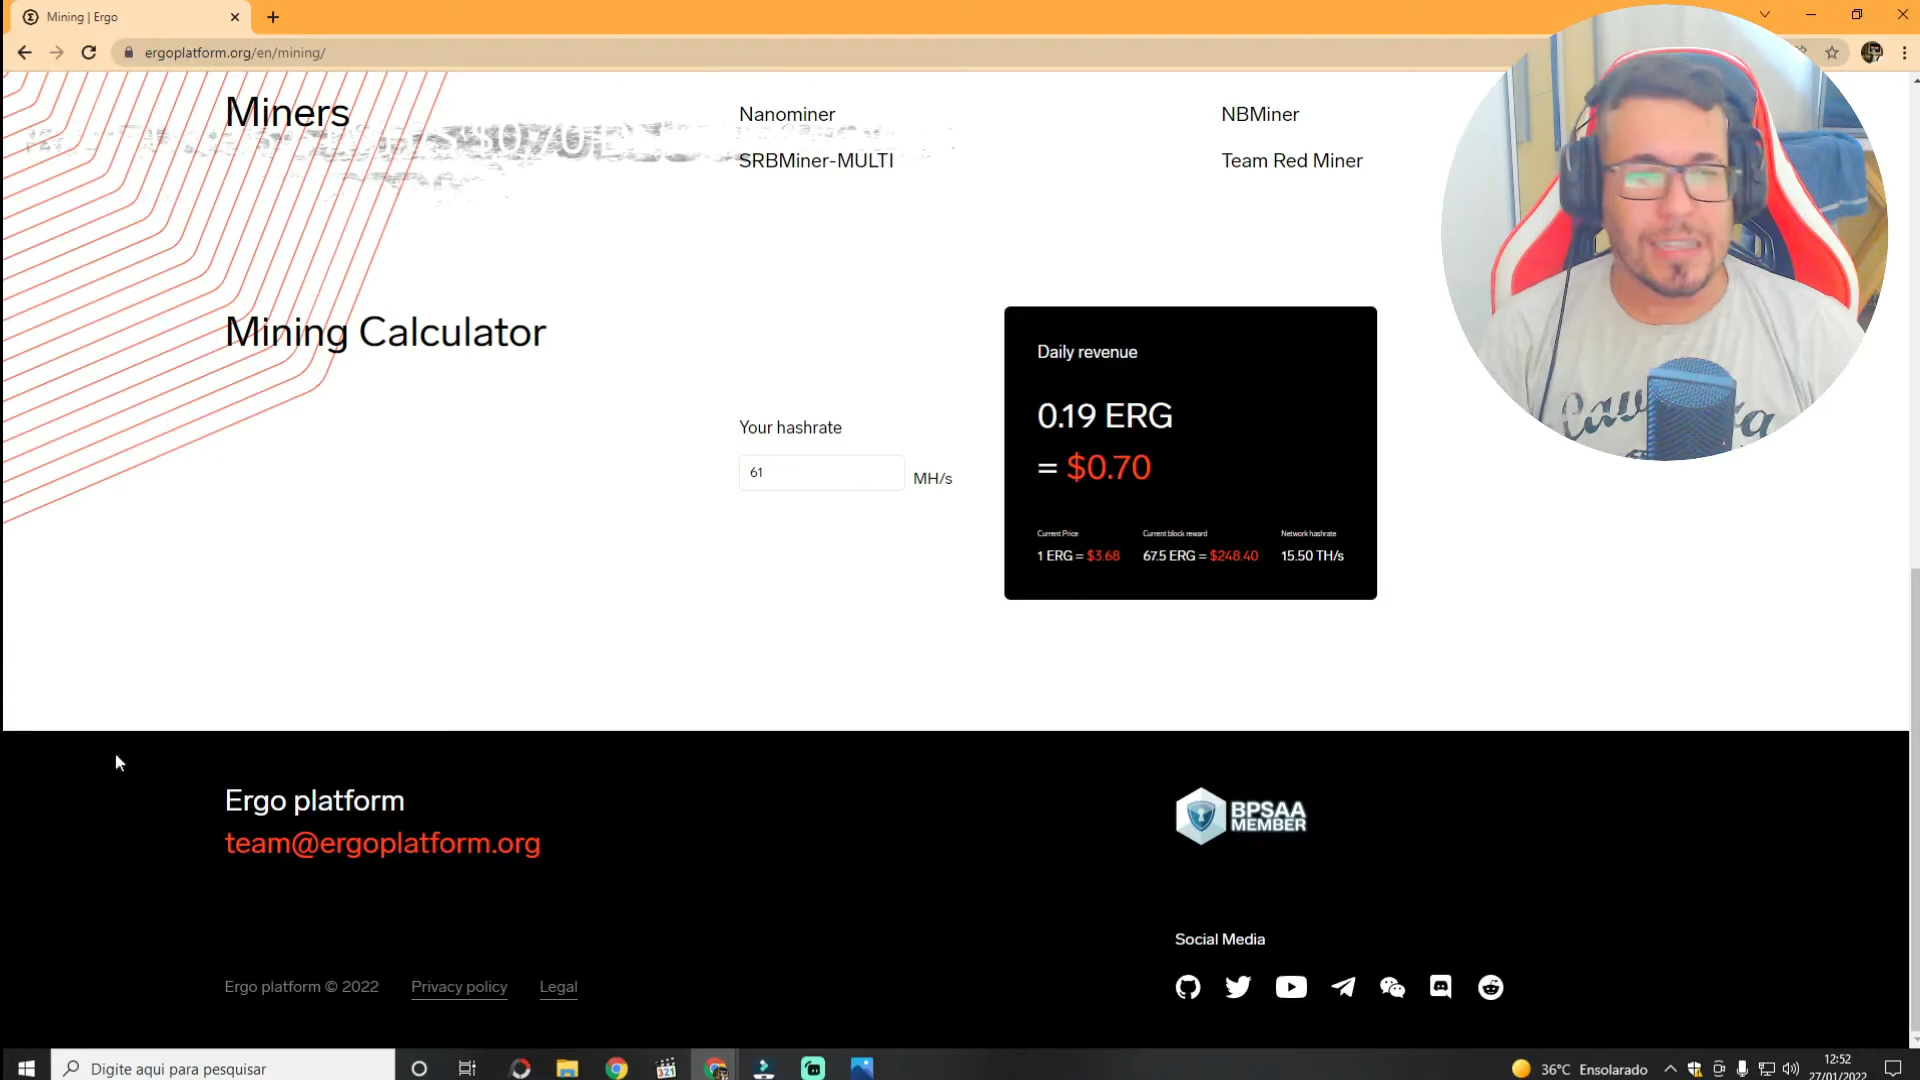 Mining | Ergo
ergoplatform.org/en/mining/
Miners
Nanominer
NBMiner
SRBMiner-MULTI
Team Red Miner
Mining Calculator
Your hashrate
61
MH/s
Daily revenue
0.19 ERG
= $0.70
Current Price
Current block reward
Network hashrate
1 ERG = $3.68
67.5 ERG = $248.40
15.50 TH/s
Ergo platform
team@ergoplatform.org
BPSAA
MEMBER
Social Media
Ergo platform © 2022
Privacy policy
Legal
Digite aqui para pesquisar
36°C Ensolarado
12:52
27/01/2022